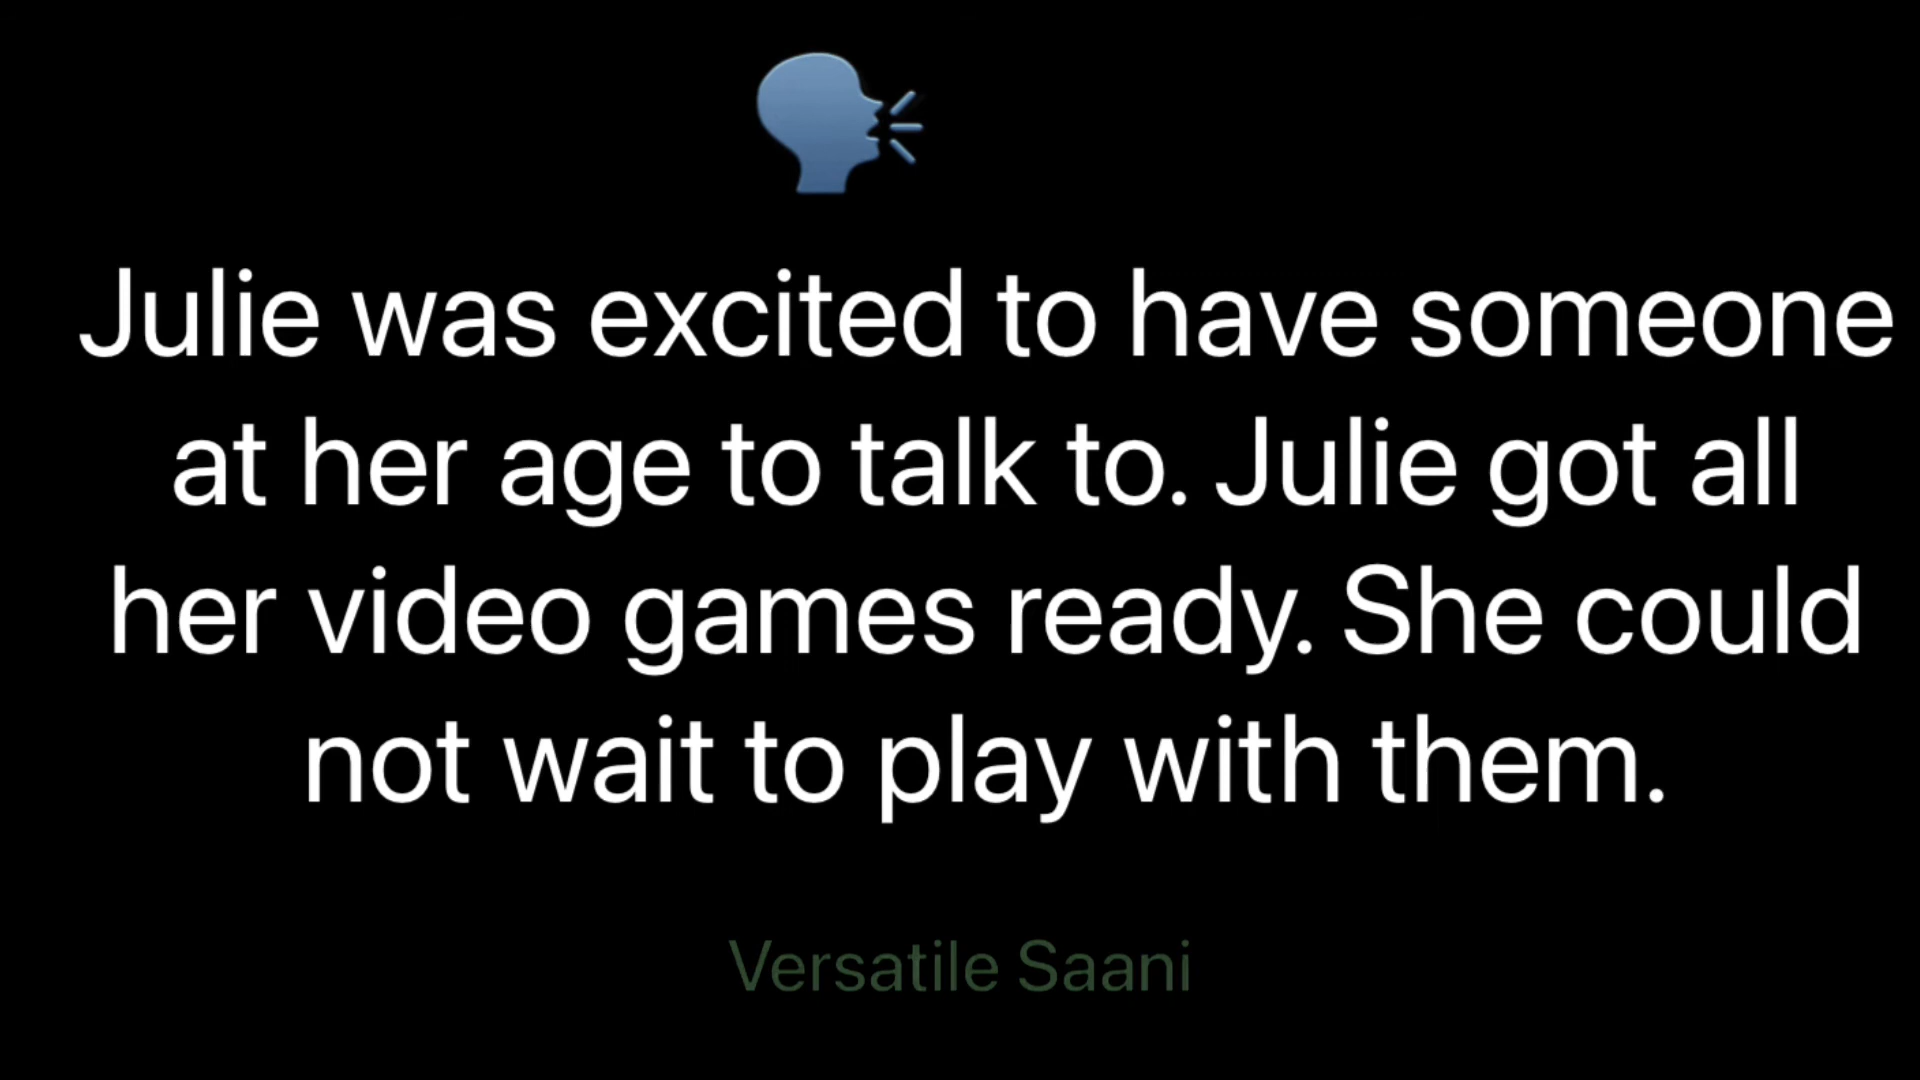 Julie was excited to have someone
at her age to talk to. Julie got all
her video games ready. She could
not wait to play with them.
Versatile Saani